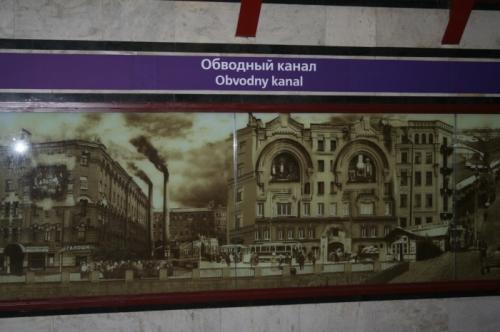 Обводный канал
Obvodny kanal